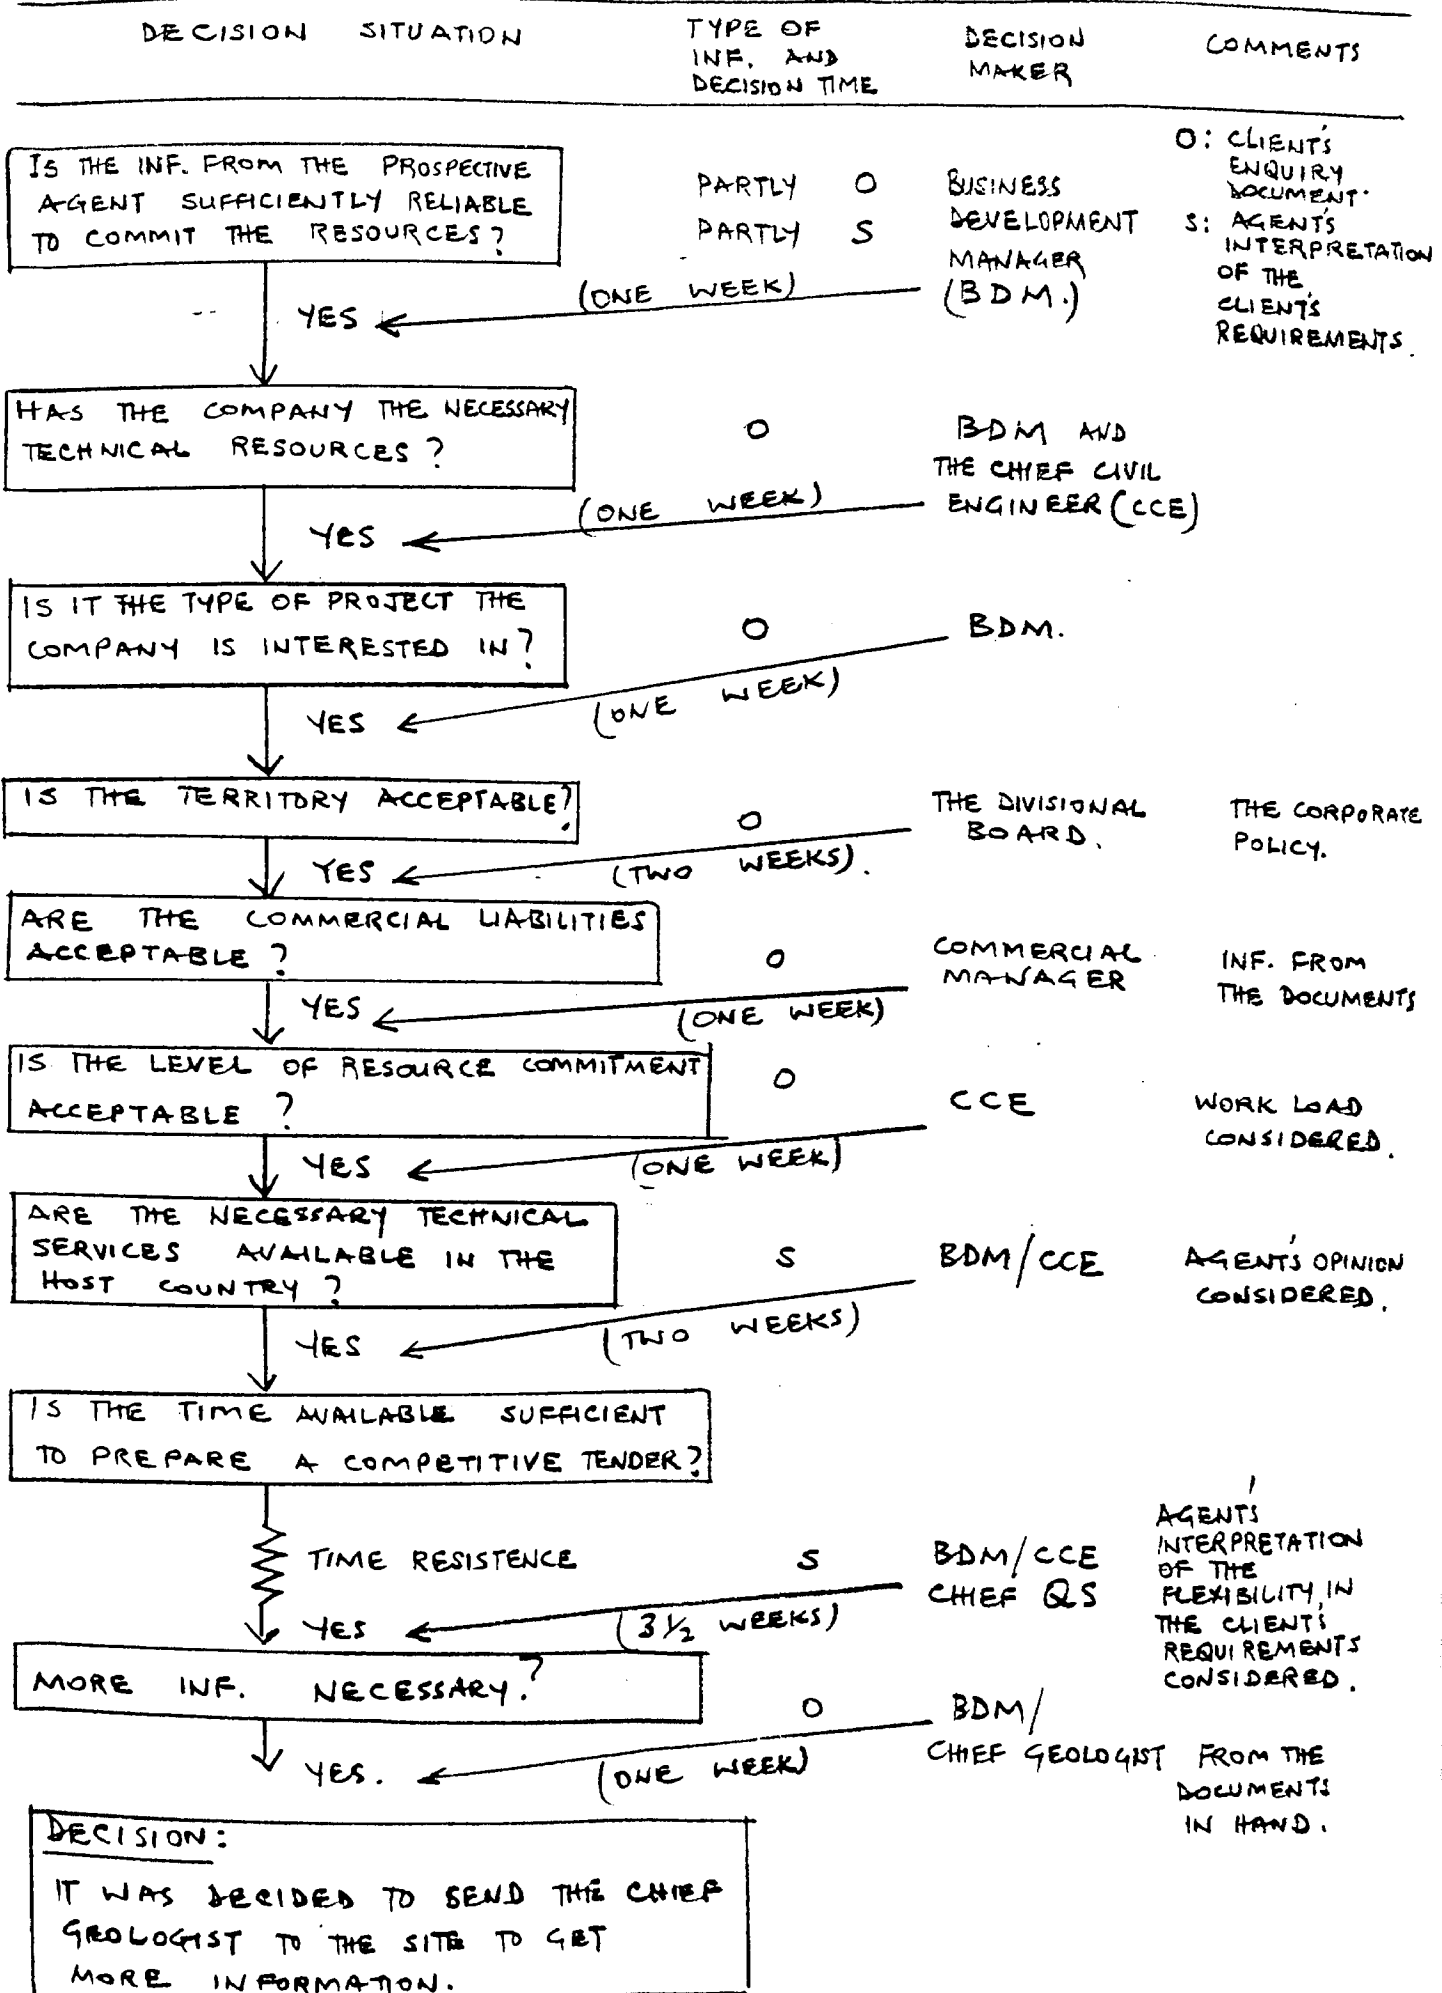 DECISION SITUATION
TYPE OF
INF. AND
DECISION TIME
DECISION
MAKER
COMMENTS
IS THE INF. FROM THE PROSPECTIVE
AGENT SUFFICIENTLY RELIABLE
TO COMMIT THE RESOURCES?
PARTLY O
PARTLY S
(ONE WEEK)
BUSINESS
DEVELOPMENT
MANAGER
(BDM.)
O: CLIENT'S
ENQUIRY
DOCUMENT.
S: AGENT'S
INTERPRETATION
OF THE
CLIENT'S
REQUIREMENTS.
YES
HAS THE COMPANY THE NECESSARY
TECHNICAL RESOURCES?
O
(ONE WEEK)
BDM AND
THE CHIEF CIVIL
ENGINEER (CCE)
YES
IS IT THE TYPE OF PROJECT THE
COMPANY IS INTERESTED IN?
O
(ONE WEEK)
BDM.
YES
IS THE TERRITORY ACCEPTABLE?
O
(TWO WEEKS).
THE DIVISIONAL
BOARD.
THE CORPORATE
POLICY.
YES
ARE THE COMMERCIAL LIABILITIES
ACCEPTABLE?
O
(ONE WEEK)
COMMERCIAL
MANAGER
INF. FROM
THE DOCUMENTS
YES
IS THE LEVEL OF RESOURCE COMMITMENT
ACCEPTABLE ?
O
(ONE WEEK)
CCE
WORK LOAD
CONSIDERED.
YES
ARE THE NECESSARY TECHNICAL
SERVICES AVAILABLE IN THE
HOST COUNTRY ?
S
(TWO WEEKS)
BDM/CCE
AGENT'S OPINION
CONSIDERED.
YES
IS THE TIME AVAILABLE SUFFICIENT
TO PREPARE A COMPETITIVE TENDER?
TIME RESISTENCE
S
(3 1/2 WEEKS)
BDM/CCE
CHIEF QS
AGENT'S
INTERPRETATION
OF THE
FLEXIBILITY, IN
THE CLIENT'S
REQUIREMENTS
CONSIDERED.
YES
MORE INF. NECESSARY.?
O
(ONE WEEK)
BDM/
CHIEF GEOLOGIST
FROM THE
DOCUMENTS
IN HAND.
YES.
DECISION:
IT WAS DECIDED TO SEND THE CHIEF
GEOLOGIST TO THE SITE TO GET
MORE INFORMATION.